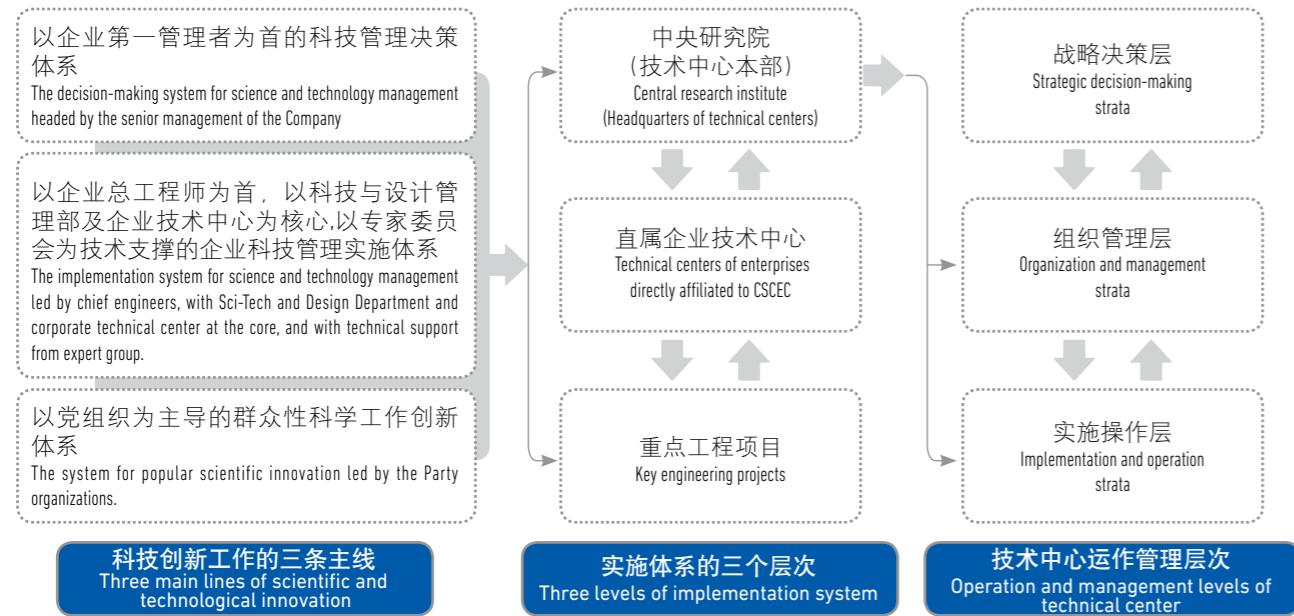 以企业第一管理者为首的科技管理决策
体系
The decision-making system for science and technology management
headed by the senior management of the Company
以企业总工程师为首，以科技与设计管
理部及企业技术中心为核心,以专家委员
会为技术支撑的企业科技管理实施体系
The implementation system for science and technology management
led by chief engineers, with Sci-Tech and Design Department and
corporate technical center at the core, and with technical support
from expert group.
以党组织为主导的群众性科学工作创新
体系
The system for popular scientific innovation led by the Party
organizations.
科技创新工作的三条主线
Three main lines of scientific and
technological innovation
中央研究院
(技术中心本部)
Central research institute
(Headquarters of technical centers)
直属企业技术中心
Technical centers of enterprises
directly affiliated to CSCEC
重点工程项目
Key engineering projects
实施体系的三个层次
Three levels of implementation system
战略决策层
Strategic decision-making
strata
组织管理层
Organization and management
strata
实施操作层
Implementation and operation
strata
技术中心运作管理层次
Operation and management levels of
technical center